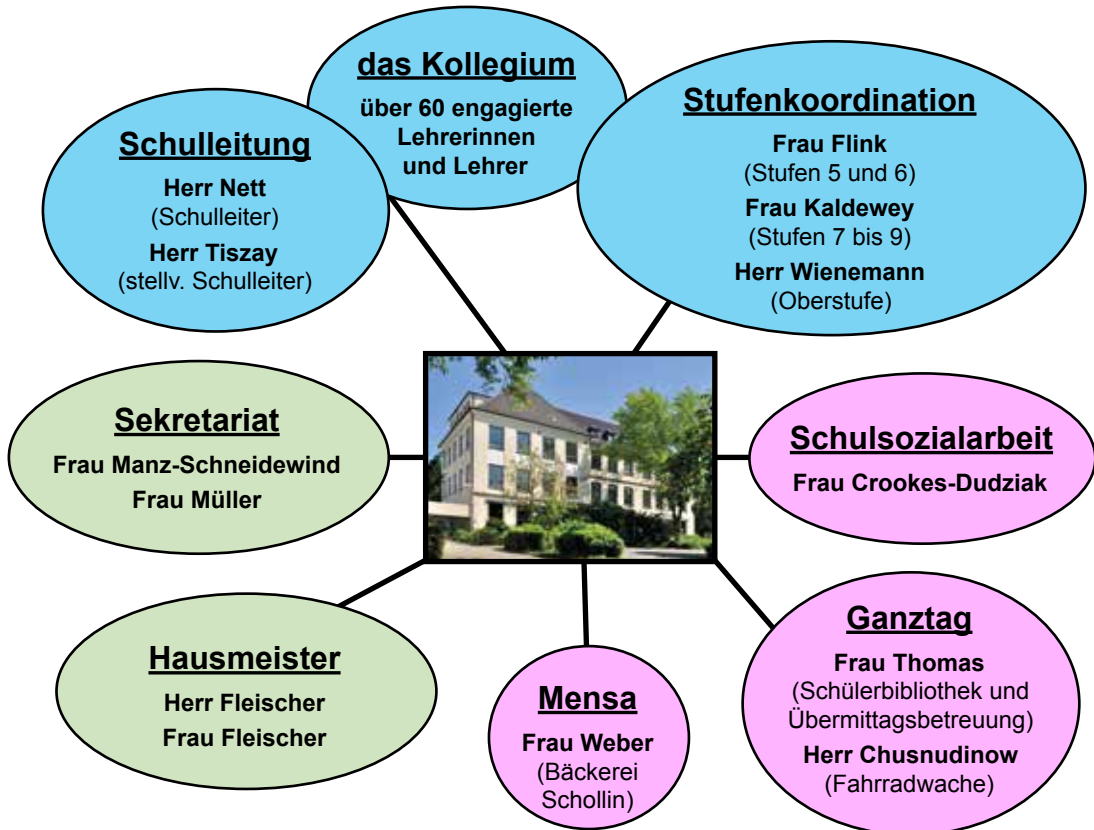 das Kollegium
über 60 engagierte
Lehrerinnen
und Lehrer
Schulleitung
Herr Nett
(Schulleiter)
Herr Tiszay
(stellv. Schulleiter)
Stufenkoordination
Frau Flink
(Stufen 5 und 6)
Frau Kaldewey
(Stufen 7 bis 9)
Herr Wienemann
(Oberstufe)
Sekretariat
Frau Manz-Schneidewind
Frau Müller
Schulsozialarbeit
Frau Crookes-Dudziak
Hausmeister
Herr Fleischer
Frau Fleischer
Mensa
Frau Weber
(Bäckerei
Schollin)
Ganztag
Frau Thomas
(Schülerbibliothek und
Übermittagsbetreuung)
Herr Chusnudinow
(Fahrradwache)